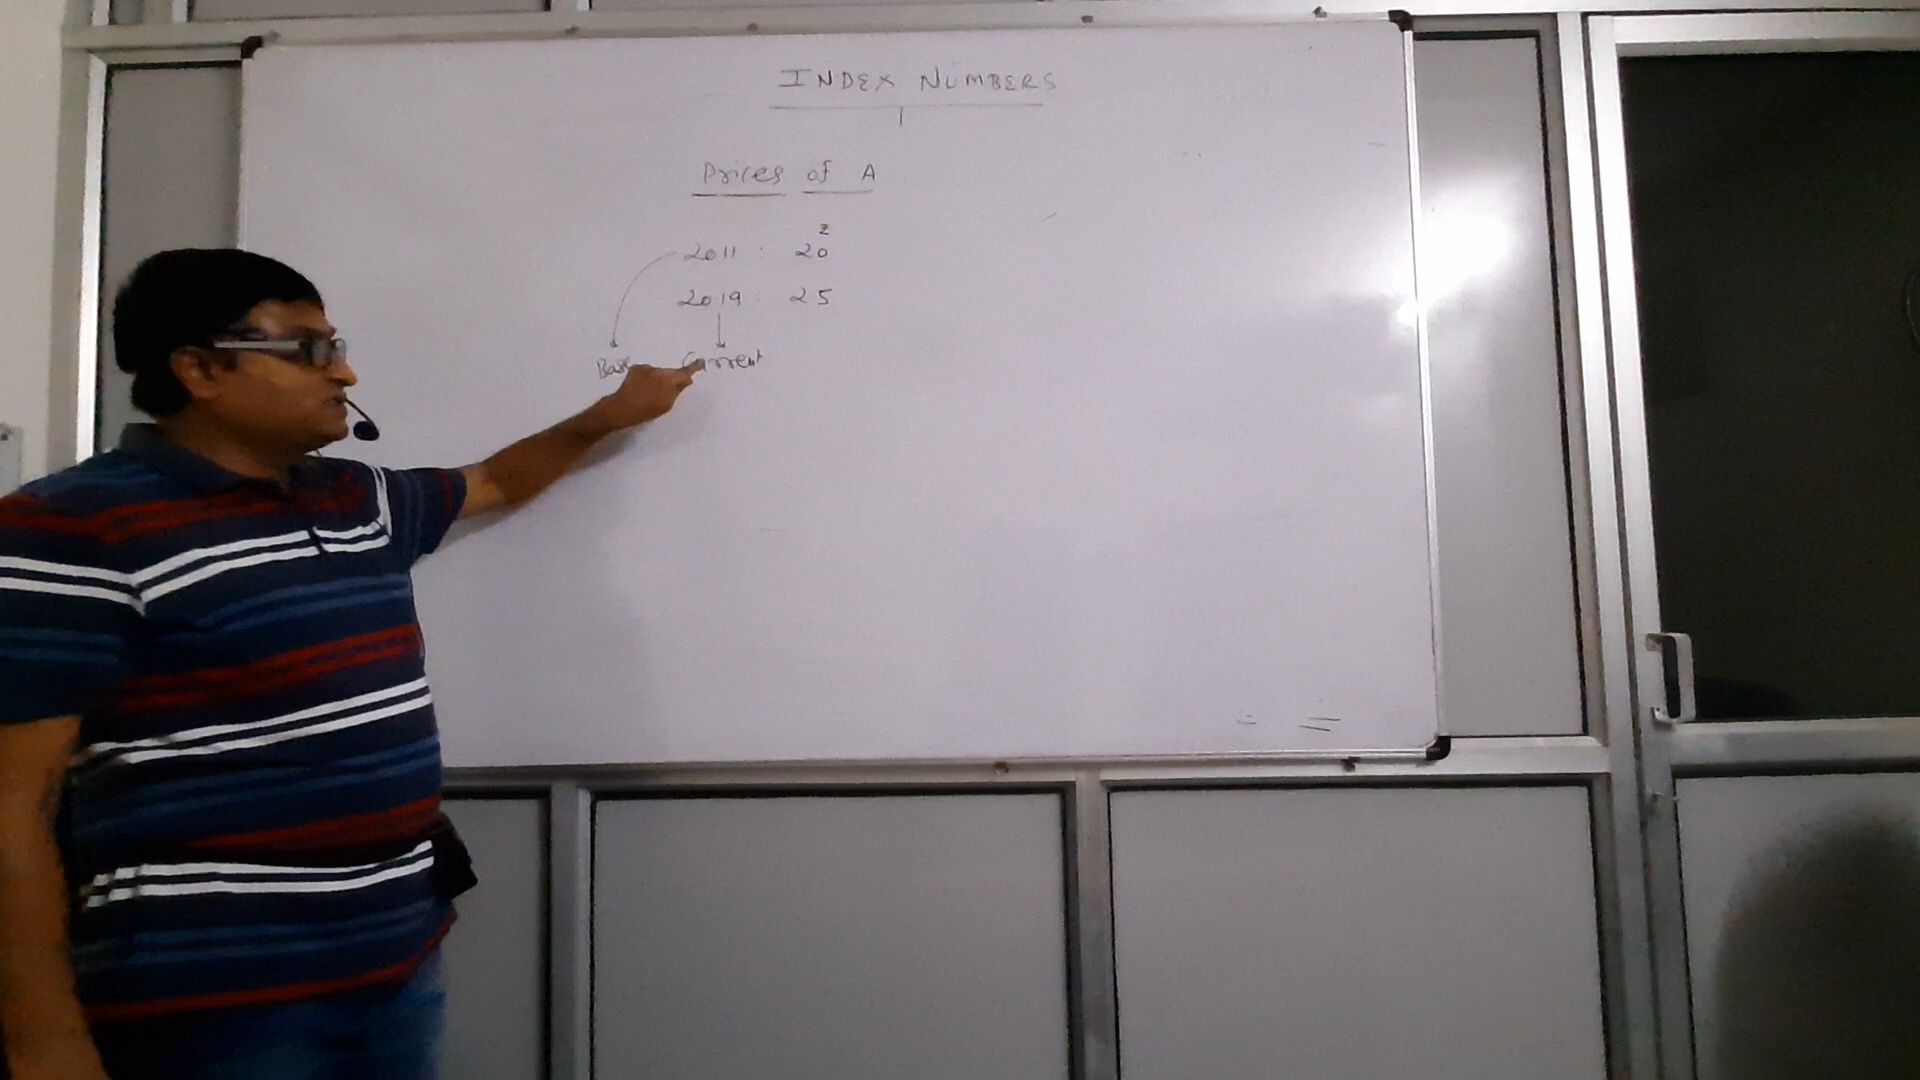 INDEX NUMBERS
Prices of A
2011 : 20
2019 : 25
Base Current